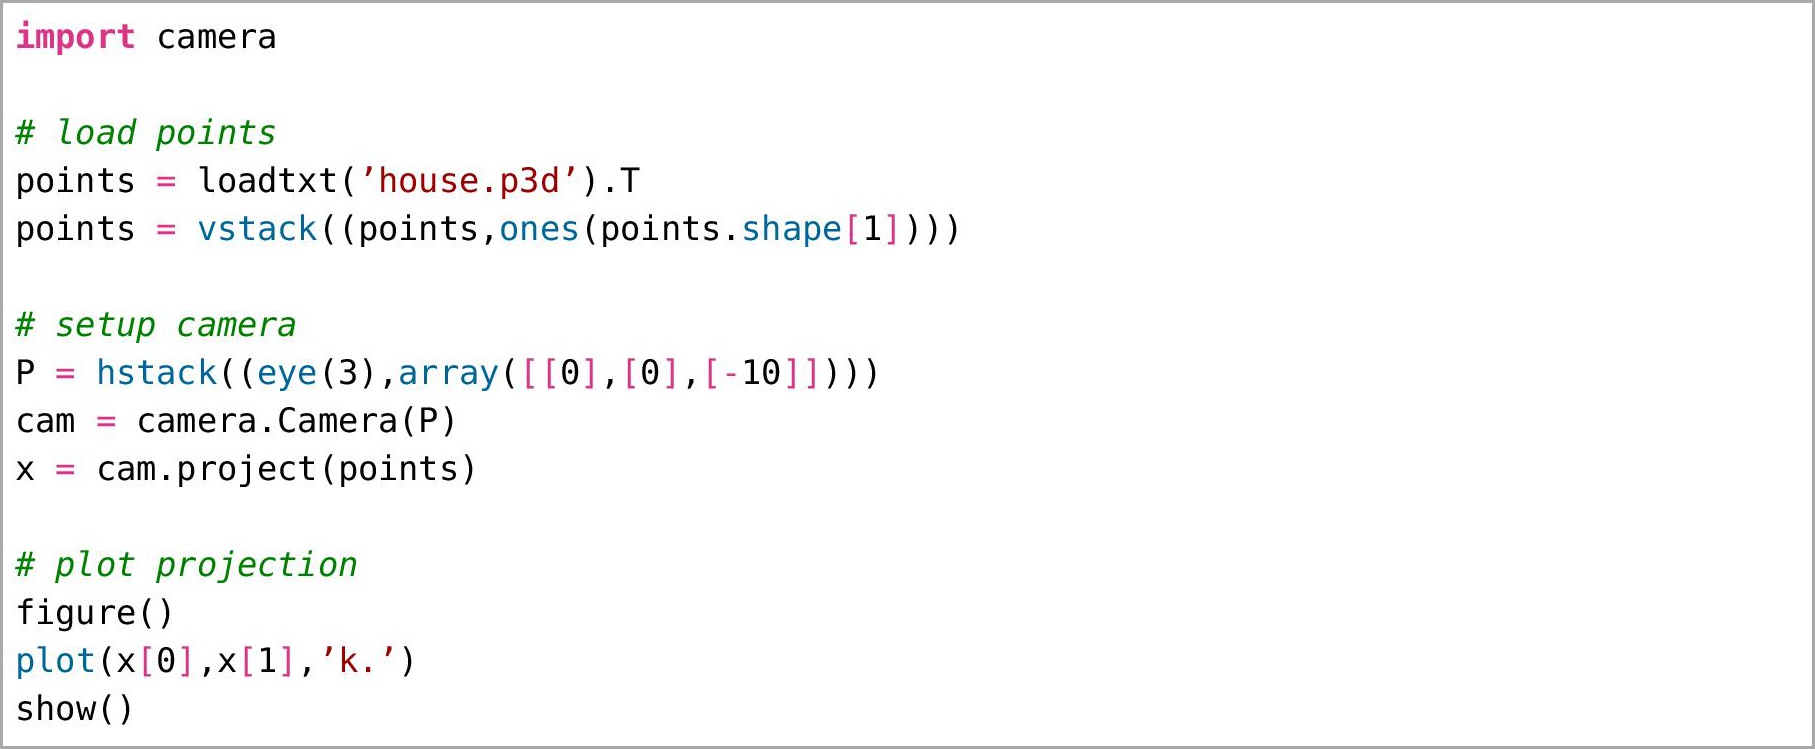 import camera
# load points
points = loadtxt(’house.p3d’).T
points = vstack((points,ones(points.shape[1])))
# setup camera
P = hstack((eye(3),array([[0],[0],[-10]])))
cam = camera.Camera(P)
x = cam.project(points)
# plot projection
figure()
plot(x[0],x[1],’k.’)
show()